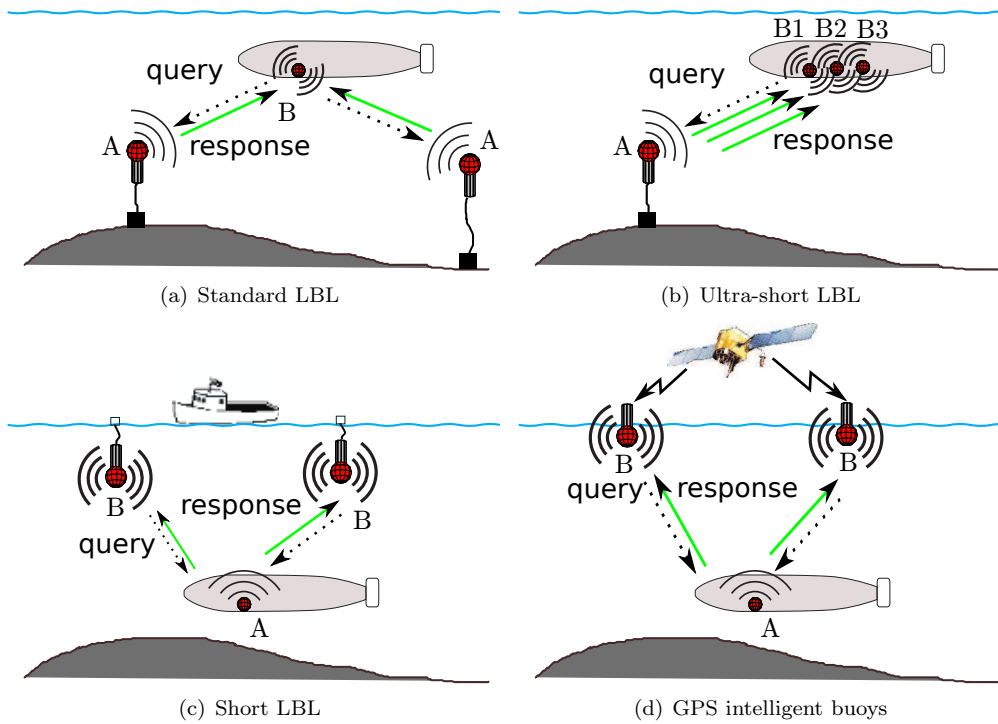 query
B
A
response
A
(a) Standard LBL
B1 B2 B3
query
A
response
(b) Ultra-short LBL
B
response
B
query
A
(c) Short LBL
B
B
query
response
A
(d) GPS intelligent buoys